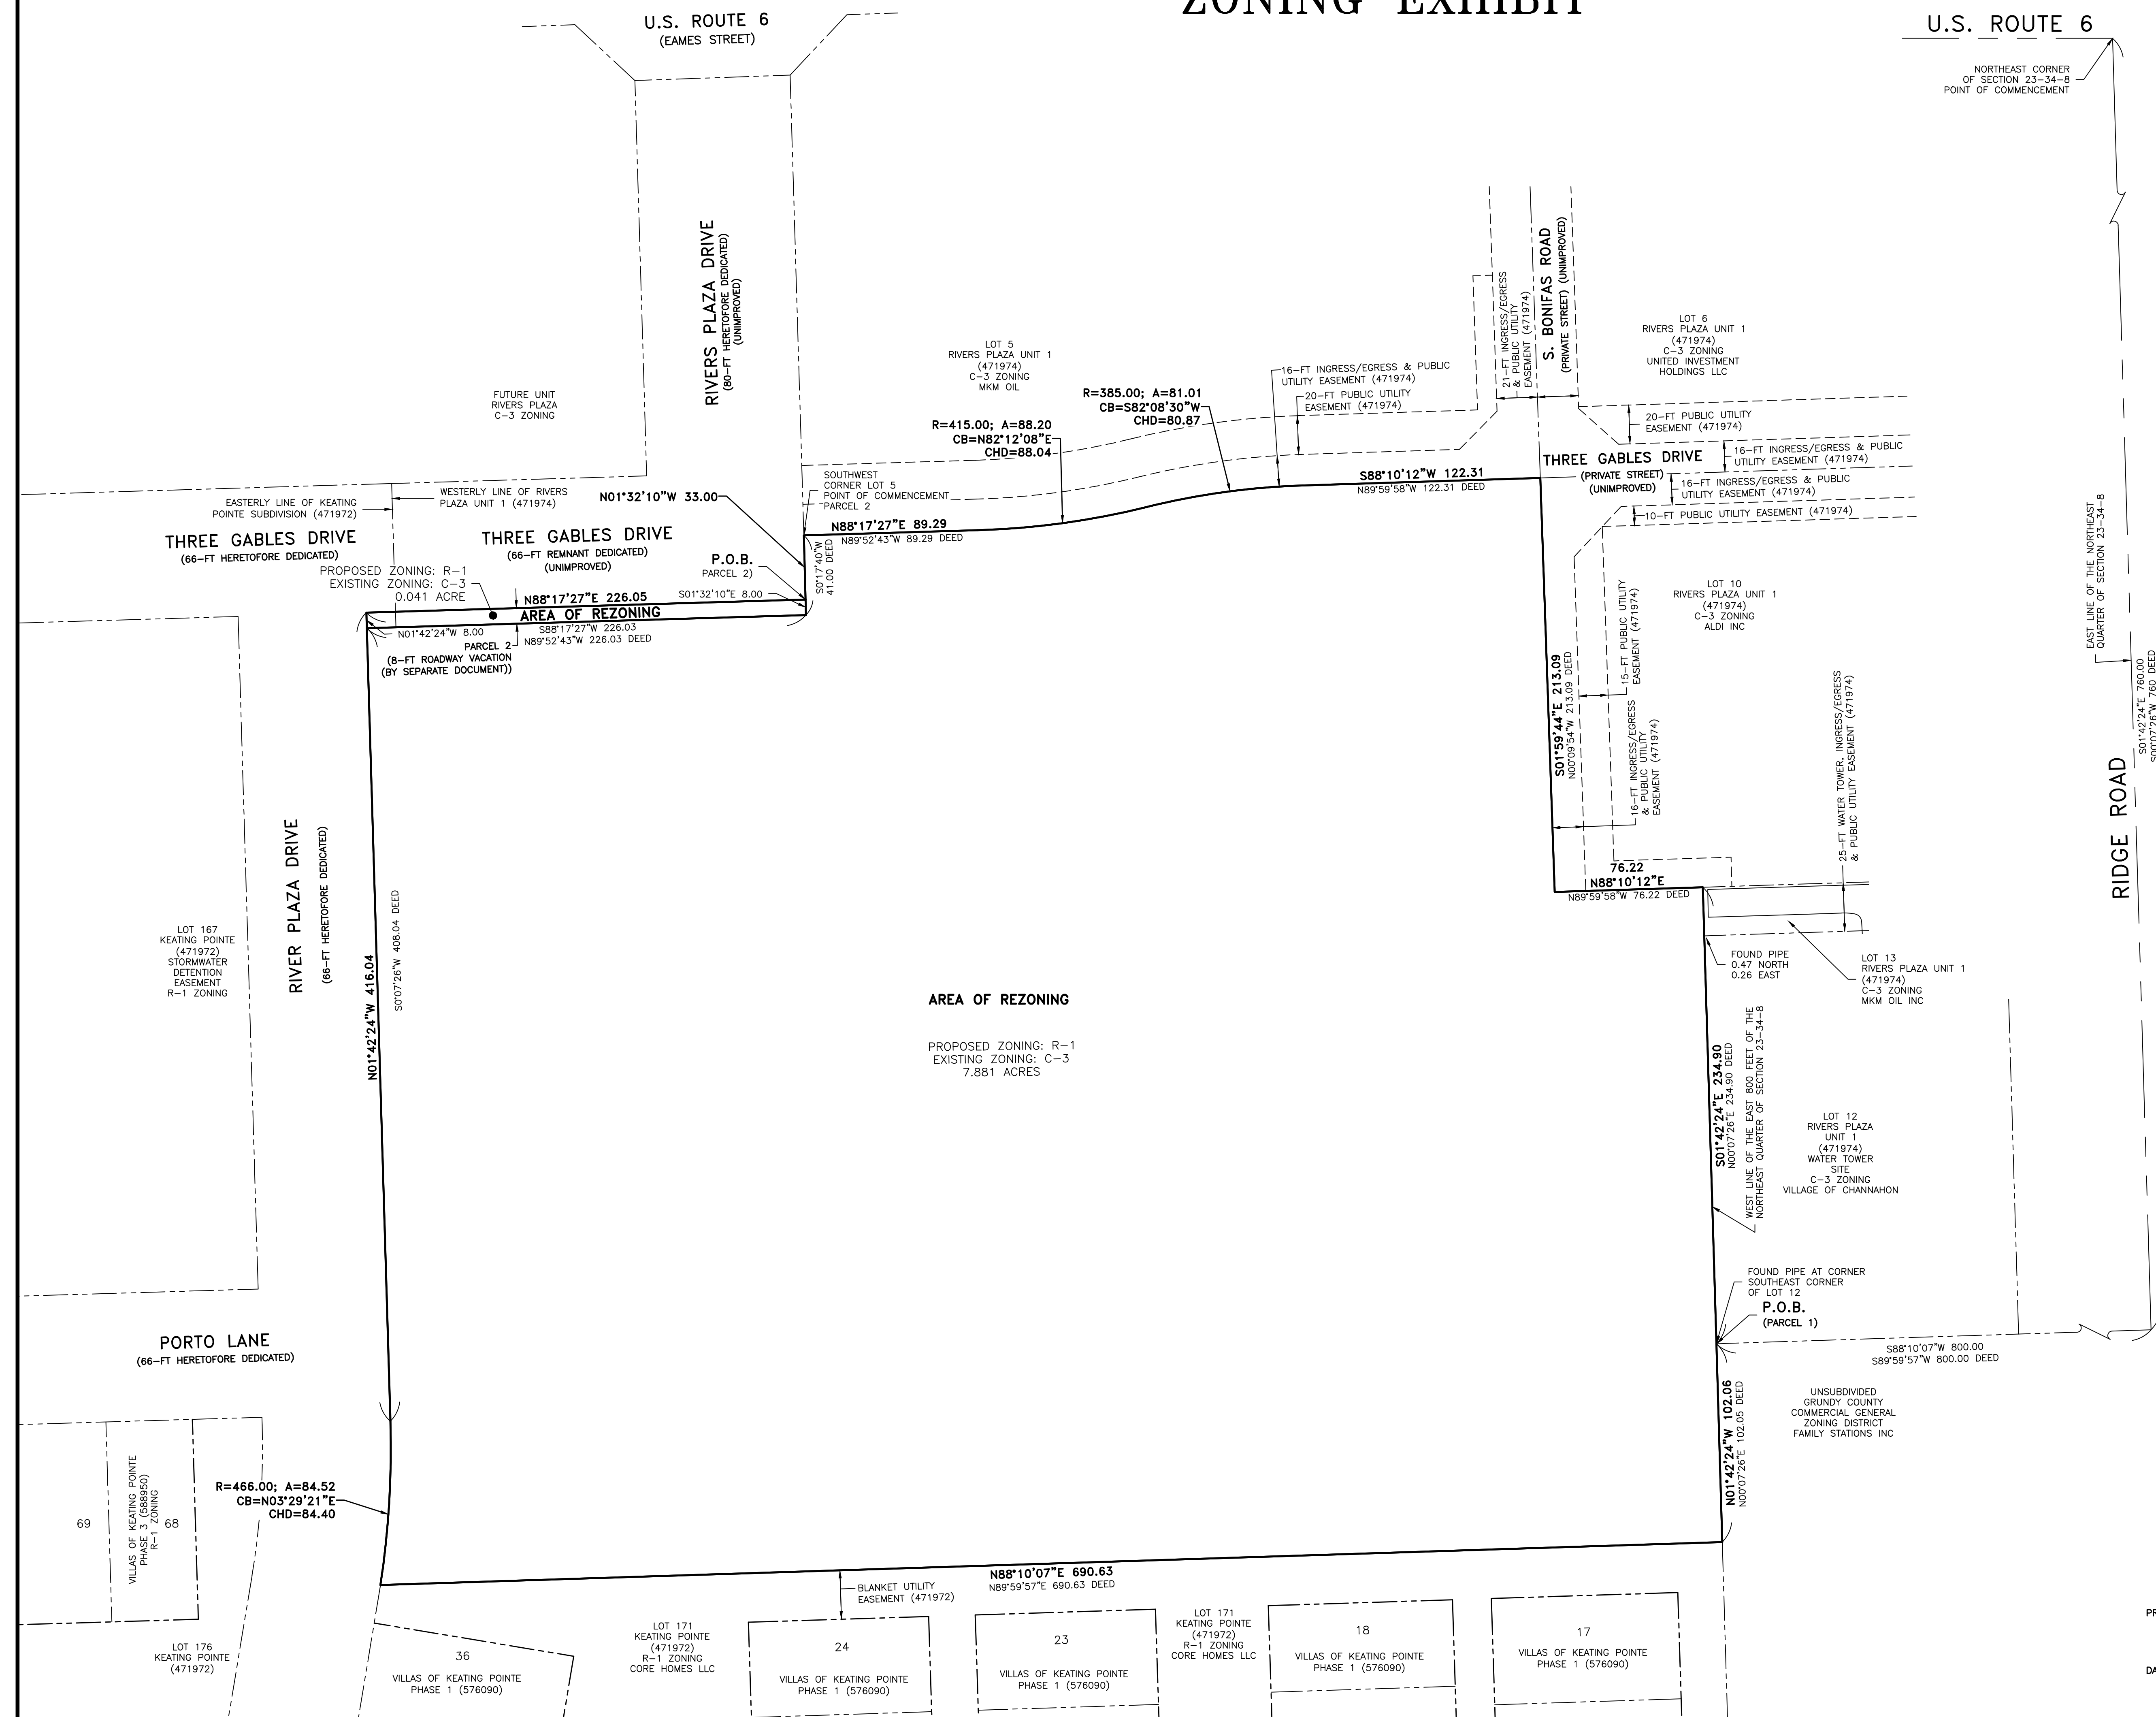 ZONING EXHIBIT
U.S. ROUTE 6
(EAMES STREET)
U.S. ROUTE 6
NORTHEAST CORNER
OF SECTION 23-34-8
POINT OF COMMENCEMENT
RIVERS PLAZA DRIVE
(80-FT HERETOFORE DEDICATED)
(UNIMPROVED)
FUTURE UNIT
RIVERS PLAZA
C-3 ZONING
LOT 5
RIVERS PLAZA UNIT 1
(471974)
C-3 ZONING
MKM OIL
R=385.00; A=81.01
CB=S82°08'30"W
CHD=80.87
R=415.00; A=88.20
CB=N82°12'08"E
CHD=88.04
16-FT INGRESS/EGRESS & PUBLIC
UTILITY EASEMENT (471974)
20-FT PUBLIC UTILITY
EASEMENT (471974)
21-FT INGRESS/EGRESS
& PUBLIC UTILITY
EASEMENT (471974)
S. BONIFAS ROAD
(PRIVATE STREET) (UNIMPROVED)
LOT 6
RIVERS PLAZA UNIT 1
(471974)
C-3 ZONING
UNITED INVESTMENT
HOLDINGS LLC
20-FT PUBLIC UTILITY
EASEMENT (471974)
16-FT INGRESS/EGRESS & PUBLIC
UTILITY EASEMENT (471974)
THREE GABLES DRIVE
(PRIVATE STREET)
(UNIMPROVED)
16-FT INGRESS/EGRESS & PUBLIC
UTILITY EASEMENT (471974)
10-FT PUBLIC UTILITY EASEMENT (471974)
S88°10'12"W 122.31
N89°59'58"W 122.31 DEED
EASTERLY LINE OF KEATING
POINTE SUBDIVISION (471972)
WESTERLY LINE OF RIVERS
PLAZA UNIT 1 (471974)
N01°32'10"W 33.00
SOUTHWEST
CORNER LOT 5
POINT OF COMMENCEMENT
PARCEL 2
N88°17'27"E 89.29
N89°52'43"W 89.29 DEED
THREE GABLES DRIVE
(66-FT HERETOFORE DEDICATED)
THREE GABLES DRIVE
(66-FT REMNANT DEDICATED)
(UNIMPROVED)
P.O.B.
PARCEL 2)
S0°17'40"W
41.00 DEED
PROPOSED ZONING: R-1
EXISTING ZONING: C-3
0.041 ACRE
N88°17'27"E 226.05
S01°32'10"E 8.00
AREA OF REZONING
N01°42'24"W 8.00
S88°17'27"W 226.03
N89°52'43"W 226.03 DEED
PARCEL 2
(8-FT ROADWAY VACATION
(BY SEPARATE DOCUMENT))
LOT 10
RIVERS PLAZA UNIT 1
(471974)
C-3 ZONING
ALDI INC
15-FT PUBLIC UTILITY
EASEMENT (471974)
16-FT INGRESS/EGRESS
& PUBLIC UTILITY
EASEMENT (471974)
S01°59'44"E 213.09
N00°09'54"W 213.09 DEED
25-FT WATER TOWER, INGRESS/EGRESS
& PUBLIC UTILITY EASEMENT (471974)
EAST LINE OF THE NORTHEAST
QUARTER OF SECTION 23-34-8
S01°42'24"E 760.00
S00°07'26"W 760 DEED
RIDGE ROAD
76.22
N88°10'12"E
N89°59'58"W 76.22 DEED
RIVER PLAZA DRIVE
(66-FT HERETOFORE DEDICATED)
N01°42'24"W 416.04
S0°07'26"W 408.04 DEED
LOT 167
KEATING POINTE
(471972)
STORMWATER
DETENTION
EASEMENT
R-1 ZONING
AREA OF REZONING
PROPOSED ZONING: R-1
EXISTING ZONING: C-3
7.881 ACRES
FOUND PIPE
0.47 NORTH
0.26 EAST
LOT 13
RIVERS PLAZA UNIT 1
(471974)
C-3 ZONING
MKM OIL INC
S01°42'24"E 234.90
N00°07'26"E 234.90 DEED
WEST LINE OF THE EAST 800 FEET OF THE
NORTHEAST QUARTER OF SECTION 23-34-8
LOT 12
RIVERS PLAZA
UNIT 1
(471974)
WATER TOWER
SITE
C-3 ZONING
VILLAGE OF CHANNAHON
FOUND PIPE AT CORNER
SOUTHEAST CORNER
OF LOT 12
P.O.B.
(PARCEL 1)
S88°10'07"W 800.00
S89°59'57"W 800.00 DEED
PORTO LANE
(66-FT HERETOFORE DEDICATED)
N01°42'24"W 102.06
N00°07'26"E 102.05 DEED
UNSUBDIVIDED
GRUNDY COUNTY
COMMERCIAL GENERAL
ZONING DISTRICT
FAMILY STATIONS INC
R=466.00; A=84.52
CB=N03°29'21"E
CHD=84.40
69
VILLAS OF KEATING POINTE
PHASE 3 (588950)
R-1 ZONING
68
N88°10'07"E 690.63
N89°59'57"E 690.63 DEED
BLANKET UTILITY
EASEMENT (471972)
LOT 176
KEATING POINTE
(471972)
36
VILLAS OF KEATING POINTE
PHASE 1 (576090)
LOT 171
KEATING POINTE
(471972)
R-1 ZONING
CORE HOMES LLC
24
VILLAS OF KEATING POINTE
PHASE 1 (576090)
23
VILLAS OF KEATING POINTE
PHASE 1 (576090)
LOT 171
KEATING POINTE
(471972)
R-1 ZONING
CORE HOMES LLC
18
VILLAS OF KEATING POINTE
PHASE 1 (576090)
17
VILLAS OF KEATING POINTE
PHASE 1 (576090)